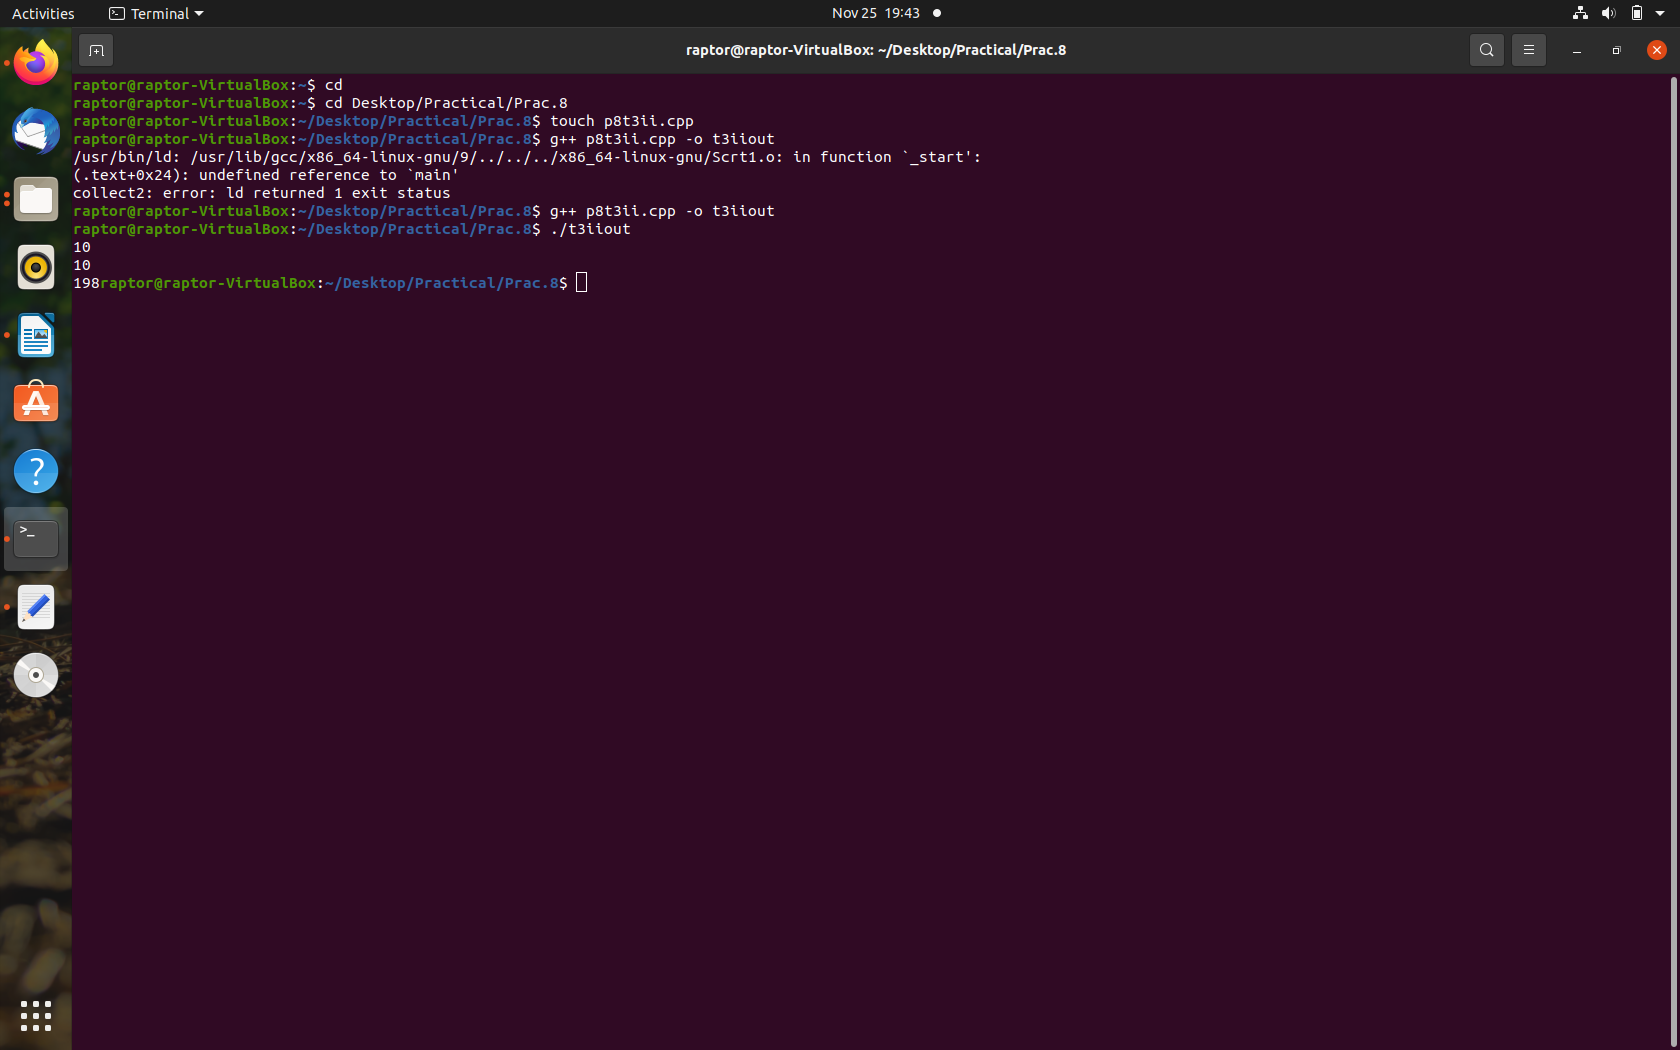 Activities
Terminal
Nov 25 19:43
raptor@raptor-VirtualBox: ~/Desktop/Practical/Prac.8
raptor@raptor-VirtualBox:~$ cd
raptor@raptor-VirtualBox:~$ cd Desktop/Practical/Prac.8
raptor@raptor-VirtualBox:~/Desktop/Practical/Prac.8$ touch p8t3ii.cpp
raptor@raptor-VirtualBox:~/Desktop/Practical/Prac.8$ g++ p8t3ii.cpp -o t3iiout
/usr/bin/ld: /usr/lib/gcc/x86_64-linux-gnu/9/../../../x86_64-linux-gnu/Scrt1.o: in function `_start':
(.text+0x24): undefined reference to `main'
collect2: error: ld returned 1 exit status
raptor@raptor-VirtualBox:~/Desktop/Practical/Prac.8$ g++ p8t3ii.cpp -o t3iiout
raptor@raptor-VirtualBox:~/Desktop/Practical/Prac.8$ ./t3iiout
10
10
198raptor@raptor-VirtualBox:~/Desktop/Practical/Prac.8$